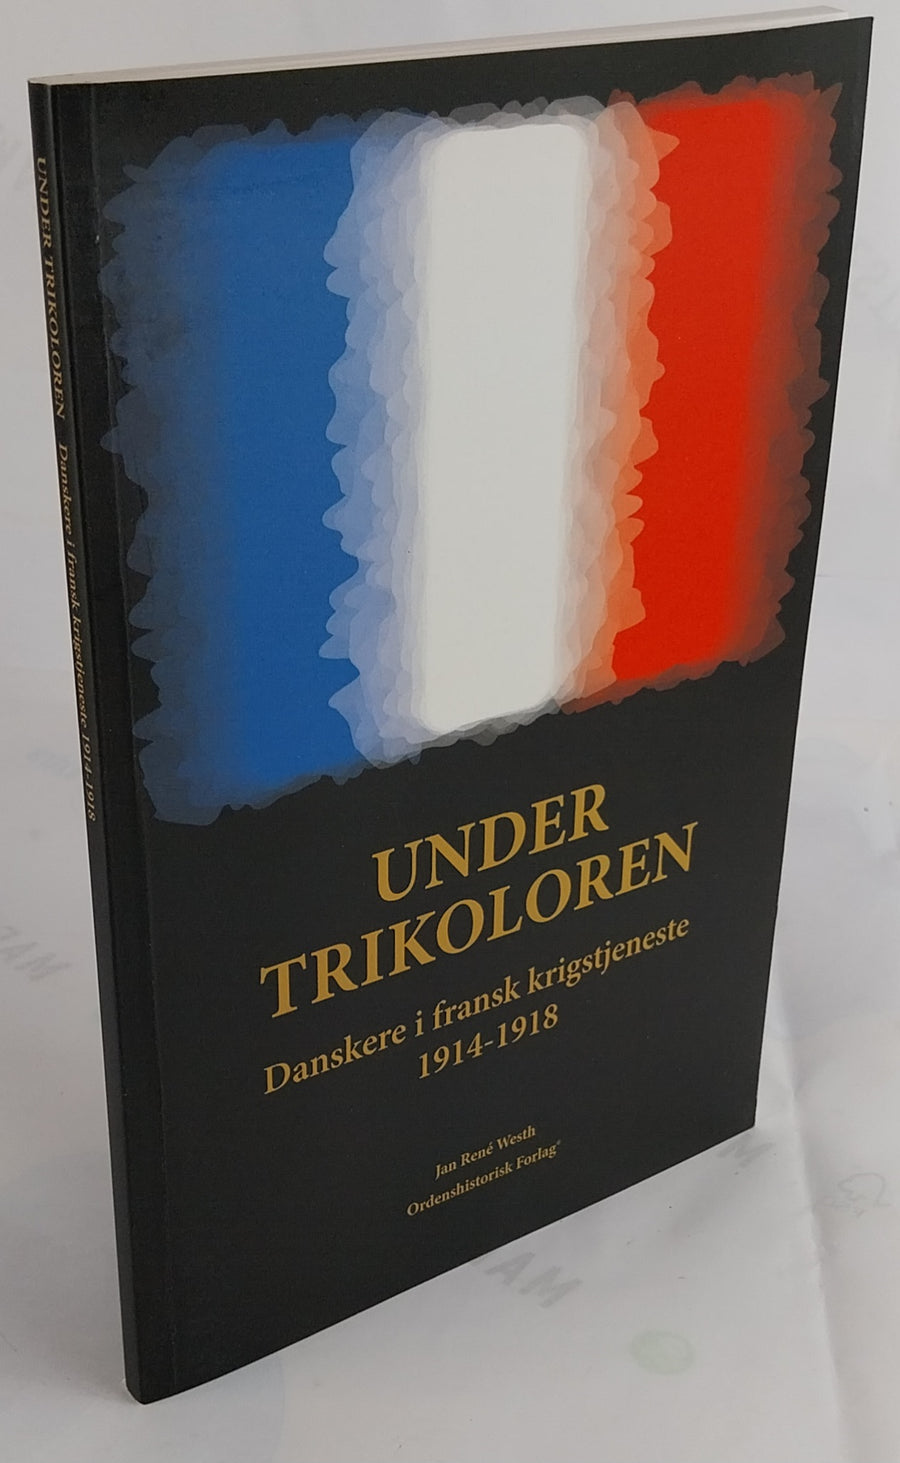 UNDER TRIKOLOREN Danskere i fransk krigstjeneste 1914-1918
UNDER
TRIKOLOREN
Danskere i fransk krigstjeneste
1914-1918
Jan René Westh
Ordenshistorisk Forlag®